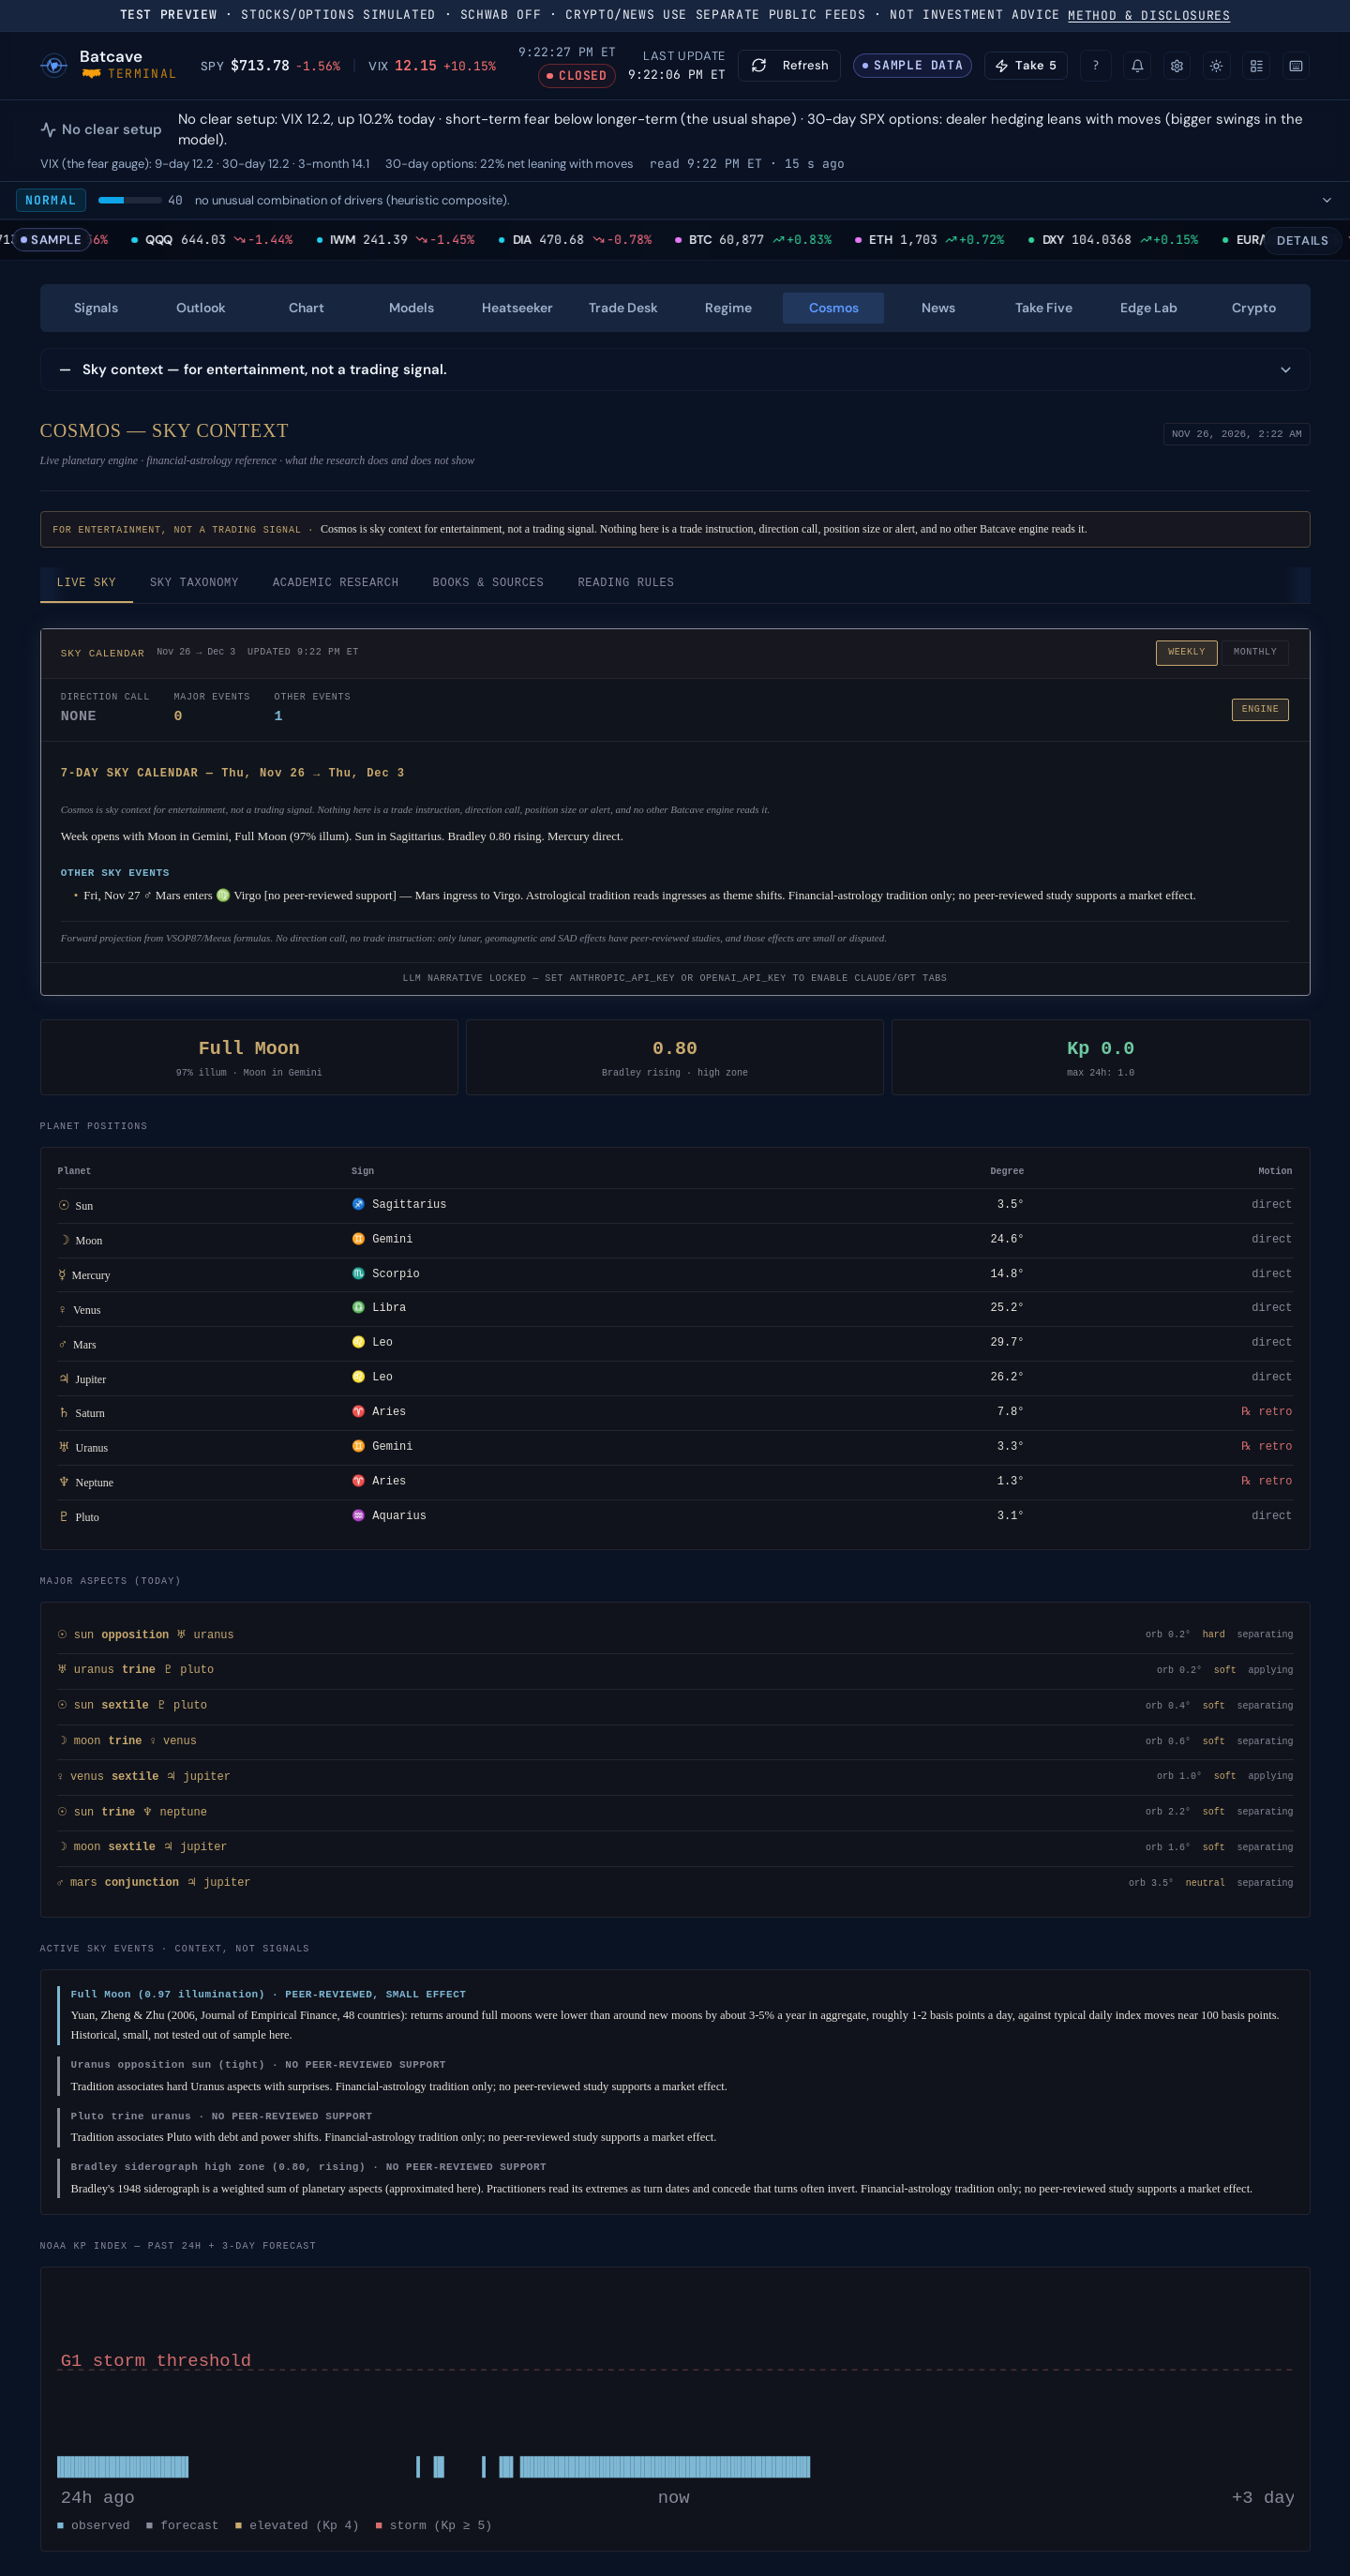 TEST PREVIEW · STOCKS/OPTIONS SIMULATED · SCHWAB OFF · CRYPTO/NEWS USE SEPARATE PUBLIC FEEDS · NOT INVESTMENT ADVICE METHOD & DISCLOSURES
Batcave
TERMINAL
SPY $713.78 -1.56%
VIX 12.15 +10.15%
9:22:27 PM ET
CLOSED
LAST UPDATE
9:22:06 PM ET
Refresh
SAMPLE DATA
Take 5
?
No clear setup
No clear setup: VIX 12.2, up 10.2% today · short-term fear below longer-term (the usual shape) · 30-day SPX options: dealer hedging leans with moves (bigger swings in the
model).
VIX (the fear gauge): 9-day 12.2 · 30-day 12.2 · 3-month 14.1 30-day options: 22% net leaning with moves read 9:22 PM ET · 15 s ago
NORMAL 40 no unusual combination of drivers (heuristic composite).
SAMPLE QQQ 644.03 -1.44% IWM 241.39 -1.45% DIA 470.68 -0.78% BTC 60,877 +0.83% ETH 1,703 +0.72% DXY 104.0368 +0.15% DETAILS
Signals Outlook Chart Models Heatseeker Trade Desk Regime Cosmos News Take Five Edge Lab Crypto
— Sky context — for entertainment, not a trading signal.
COSMOS — SKY CONTEXT
NOV 26, 2026, 2:22 AM
Live planetary engine · financial-astrology reference · what the research does and does not show
FOR ENTERTAINMENT, NOT A TRADING SIGNAL · Cosmos is sky context for entertainment, not a trading signal. Nothing here is a trade instruction, direction call, position size or alert, and no other Batcave engine reads it.
LIVE SKY SKY TAXONOMY ACADEMIC RESEARCH BOOKS & SOURCES READING RULES
SKY CALENDAR Nov 26 → Dec 3 UPDATED 9:22 PM ET
WEEKLY MONTHLY
DIRECTION CALL MAJOR EVENTS OTHER EVENTS
NONE 0 1
ENGINE
7-DAY SKY CALENDAR — Thu, Nov 26 → Thu, Dec 3
Cosmos is sky context for entertainment, not a trading signal. Nothing here is a trade instruction, direction call, position size or alert, and no other Batcave engine reads it.
Week opens with Moon in Gemini, Full Moon (97% illum). Sun in Sagittarius. Bradley 0.80 rising. Mercury direct.
OTHER SKY EVENTS
• Fri, Nov 27 ♂ Mars enters ♍ Virgo [no peer-reviewed support] — Mars ingress to Virgo. Astrological tradition reads ingresses as theme shifts. Financial-astrology tradition only; no peer-reviewed study supports a market effect.
Forward projection from VSOP87/Meeus formulas. No direction call, no trade instruction: only lunar, geomagnetic and SAD effects have peer-reviewed studies, and those effects are small or disputed.
LLM NARRATIVE LOCKED — SET ANTHROPIC_API_KEY OR OPENAI_API_KEY TO ENABLE CLAUDE/GPT TABS
Full Moon
97% illum · Moon in Gemini
0.80
Bradley rising · high zone
Kp 0.0
max 24h: 1.0
PLANET POSITIONS
Planet Sign Degree Motion
☉ Sun ♐ Sagittarius 3.5° direct
☽ Moon ♊ Gemini 24.6° direct
☿ Mercury ♏ Scorpio 14.8° direct
♀ Venus ♎ Libra 25.2° direct
♂ Mars ♌ Leo 29.7° direct
♃ Jupiter ♌ Leo 26.2° direct
♄ Saturn ♈ Aries 7.8° ℞ retro
♅ Uranus ♊ Gemini 3.3° ℞ retro
♆ Neptune ♈ Aries 1.3° ℞ retro
♇ Pluto ♒ Aquarius 3.1° direct
MAJOR ASPECTS (TODAY)
☉ sun opposition ♅ uranus orb 0.2° hard separating
♅ uranus trine ♇ pluto orb 0.2° soft applying
☉ sun sextile ♇ pluto orb 0.4° soft separating
☽ moon trine ♀ venus orb 0.6° soft separating
♀ venus sextile ♃ jupiter orb 1.0° soft applying
☉ sun trine ♆ neptune orb 2.2° soft separating
☽ moon sextile ♃ jupiter orb 1.6° soft separating
♂ mars conjunction ♃ jupiter orb 3.5° neutral separating
ACTIVE SKY EVENTS · CONTEXT, NOT SIGNALS
Full Moon (0.97 illumination) · PEER-REVIEWED, SMALL EFFECT
Yuan, Zheng & Zhu (2006, Journal of Empirical Finance, 48 countries): returns around full moons were lower than around new moons by about 3-5% a year in aggregate, roughly 1-2 basis points a day, against typical daily index moves near 100 basis points.
Historical, small, not tested out of sample here.
Uranus opposition sun (tight) · NO PEER-REVIEWED SUPPORT
Tradition associates hard Uranus aspects with surprises. Financial-astrology tradition only; no peer-reviewed study supports a market effect.
Pluto trine uranus · NO PEER-REVIEWED SUPPORT
Tradition associates Pluto with debt and power shifts. Financial-astrology tradition only; no peer-reviewed study supports a market effect.
Bradley siderograph high zone (0.80, rising) · NO PEER-REVIEWED SUPPORT
Bradley's 1948 siderograph is a weighted sum of planetary aspects (approximated here). Practitioners read its extremes as turn dates and concede that turns often invert. Financial-astrology tradition only; no peer-reviewed study supports a market effect.
NOAA KP INDEX — PAST 24H + 3-DAY FORECAST
G1 storm threshold
24h ago now +3 day
observed forecast elevated (Kp 4) storm (Kp ≥ 5)